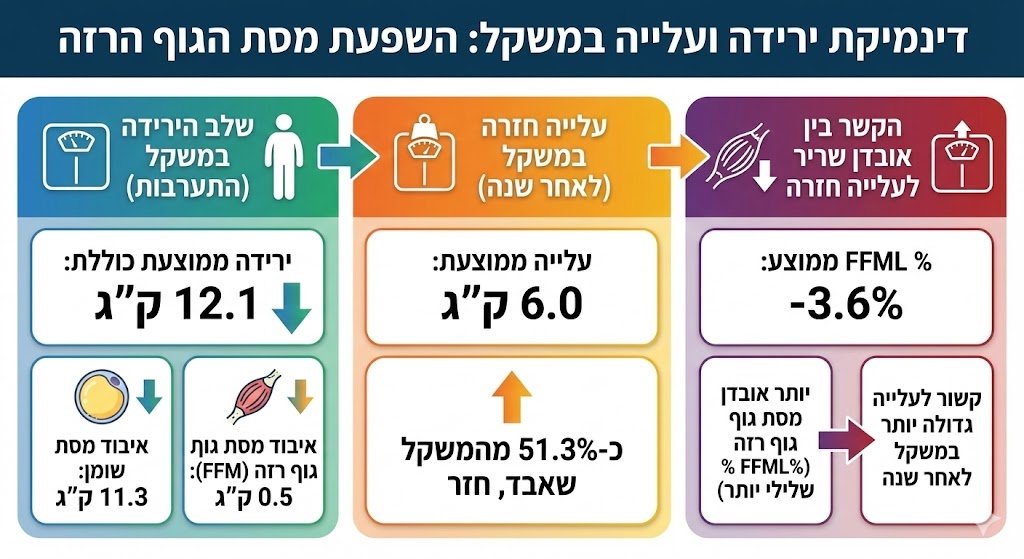 דינמיקת ירידה ועלייה במשקל: השפעת מסת הגוף הרזה
שלב הירידה
במשקל
(התערבות)
ירידה ממוצעת כוללת:
12.1 ק"ג
איבוד מסת
שומן:
11.3 ק"ג
איבוד מסת גוף
גוף רזה (FFM):
0.5 ק"ג
עלייה חזרה
במשקל
(לאחר שנה)
עלייה ממוצעת:
6.0 ק"ג
כ-51.3% מהמשקל
שאבד, חזר
הקשר בין
אובדן שריר
לעלייה חזרה
% FFML ממוצע:
-3.6%
יותר אובדן
מסת גוף
גוף רזה
(%FFML %
שלילי יותר)
קשור לעלייה
גדולה יותר
במשקל
לאחר שנה